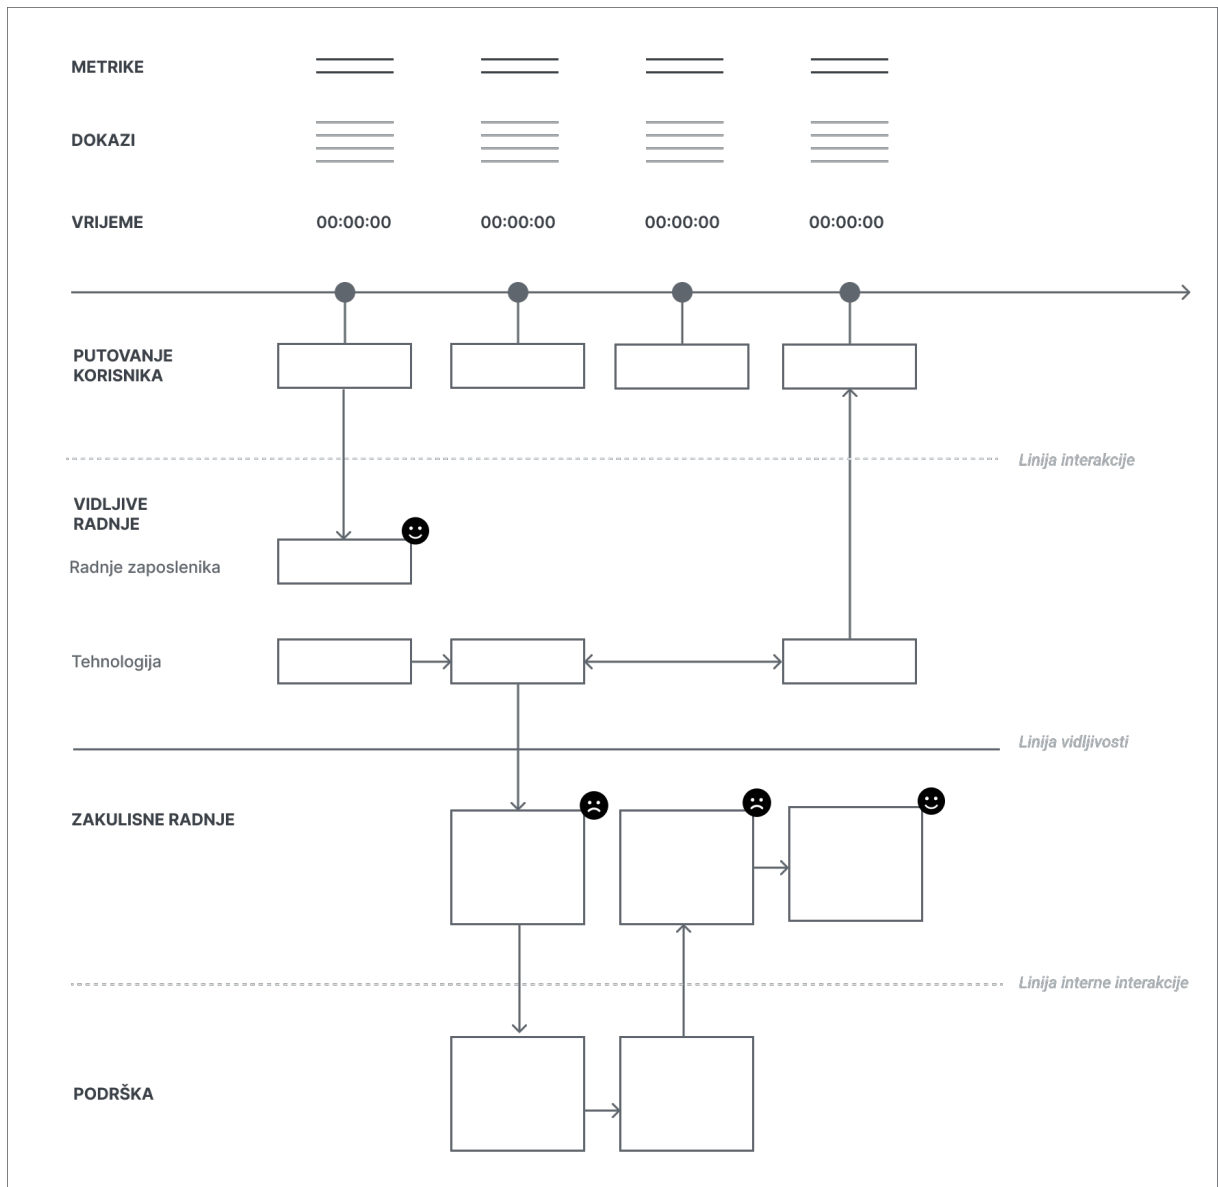 METRIKE
DOKAZI
VRIJEME
00:00:00 00:00:00 00:00:00 00:00:00
PUTOVANJE
KORISNIKA
Linija interakcije
VIDLJIVE
RADNJE
Radnje zaposlenika
Tehnologija
Linija vidljivosti
ZAKULISNE RADNJE
Linija interne interakcije
PODRŠKA